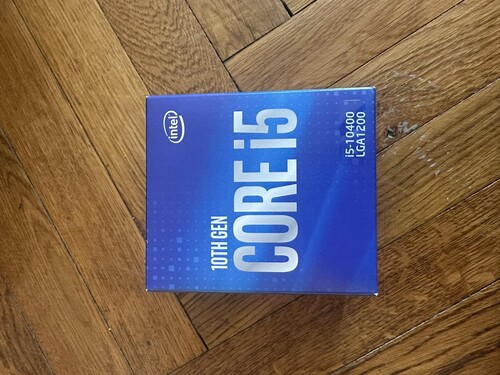 intel
10TH GEN
CORE i5
i5-10400
LGA1200